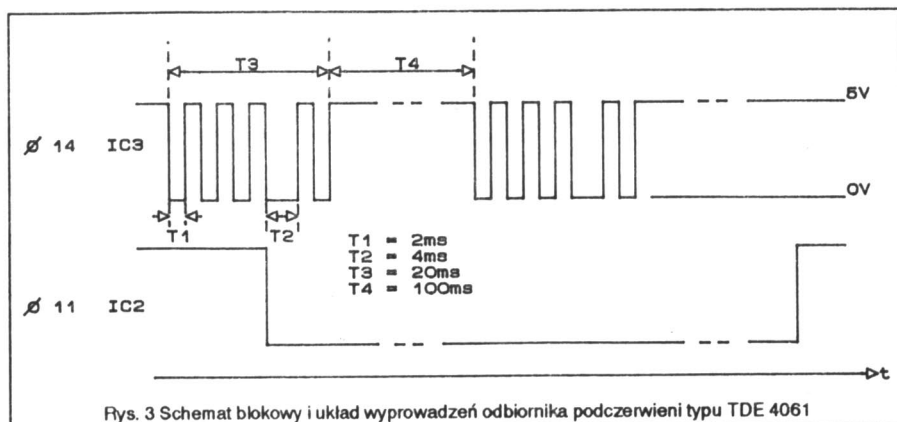 T3 T4
5V
Ø 14 IC3
0V
T1 T2
T1 = 2ms
T2 = 4ms
T3 = 20ms
T4 = 100ms
Ø 11 IC2
t
Rys. 3 Schemat blokowy i układ wyprowadzeń odbiornika podczerwieni typu TDE 4061